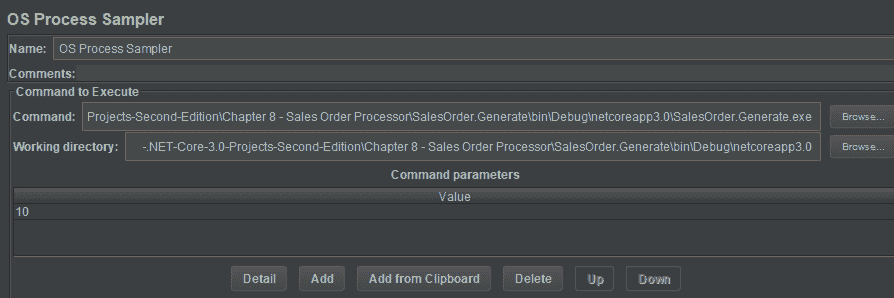 OS Process Sampler
Name: OS Process Sampler
Comments:
Command to Execute
Command: Projects-Second-Edition\Chapter 8 - Sales Order Processor\SalesOrder.Generate\bin\Debug\netcoreapp3.0\SalesOrder.Generate.exe Browse...
Working directory: -.NET-Core-3.0-Projects-Second-Edition\Chapter 8 - Sales Order Processor\SalesOrder.Generate\bin\Debug\netcoreapp3.0 Browse...
Command parameters
Value
10
Detail Add Add from Clipboard Delete Up Down